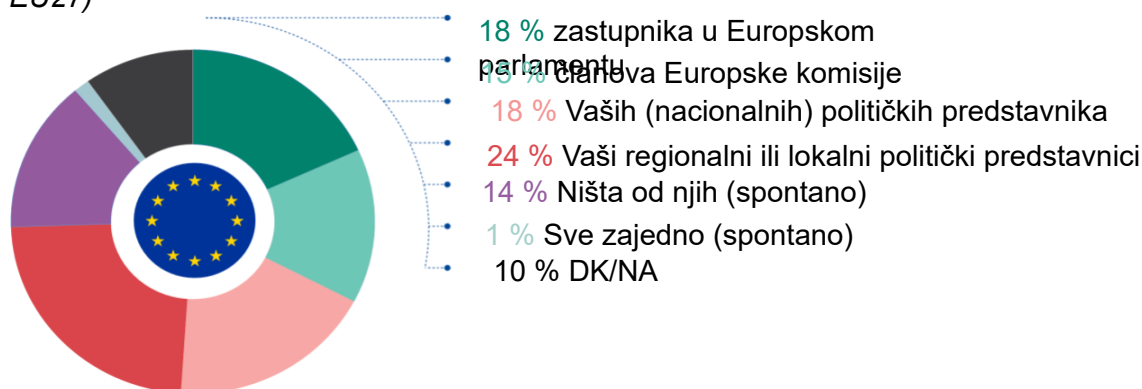 EU27)
18 % zastupnika u Europskom
parlamentu
15 % članova Europske komisije
18 % Vaših (nacionalnih) političkih predstavnika
24 % Vaši regionalni ili lokalni politički predstavnici
14 % Ništa od njih (spontano)
1 % Sve zajedno (spontano)
10 % DK/NA